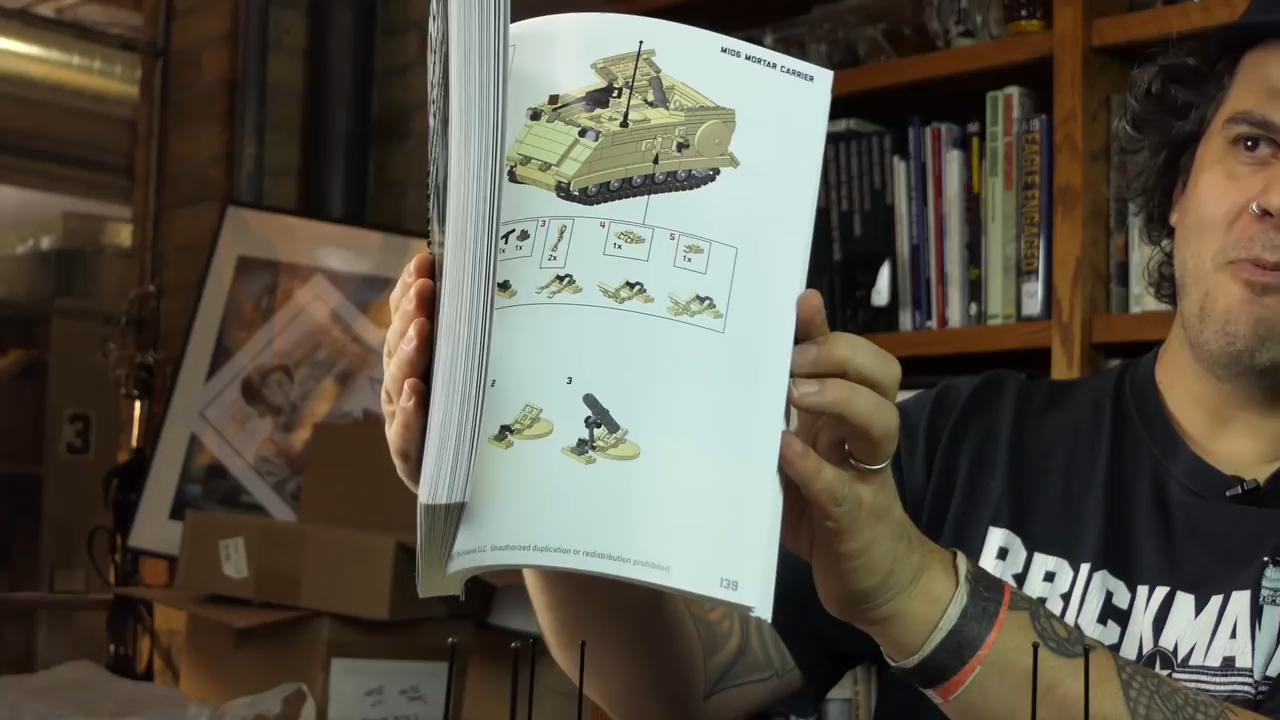 M106 MORTAR CARRIER
3
4
5
1x
1x
2x
1x
1x
2
3
LLC. Unauthorized duplication or redistribution prohibited.
139
3
EAGLE ENGAGED
BRICKMA